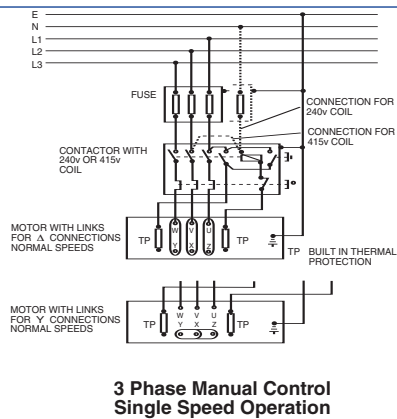 E
N
L1
L2
L3
FUSE
CONNECTION FOR
240v COIL
CONNECTION FOR
415v COIL
CONTACTOR WITH
240v OR 415v
COIL
MOTOR WITH LINKS
FOR Δ CONNECTIONS
NORMAL SPEEDS
TP
W V U
Y X Z
TP
TP BUILT IN THERMAL
PROTECTION
MOTOR WITH LINKS
FOR Y CONNECTIONS
NORMAL SPEEDS
TP
W V U
Y X Z
TP
3 Phase Manual Control
Single Speed Operation